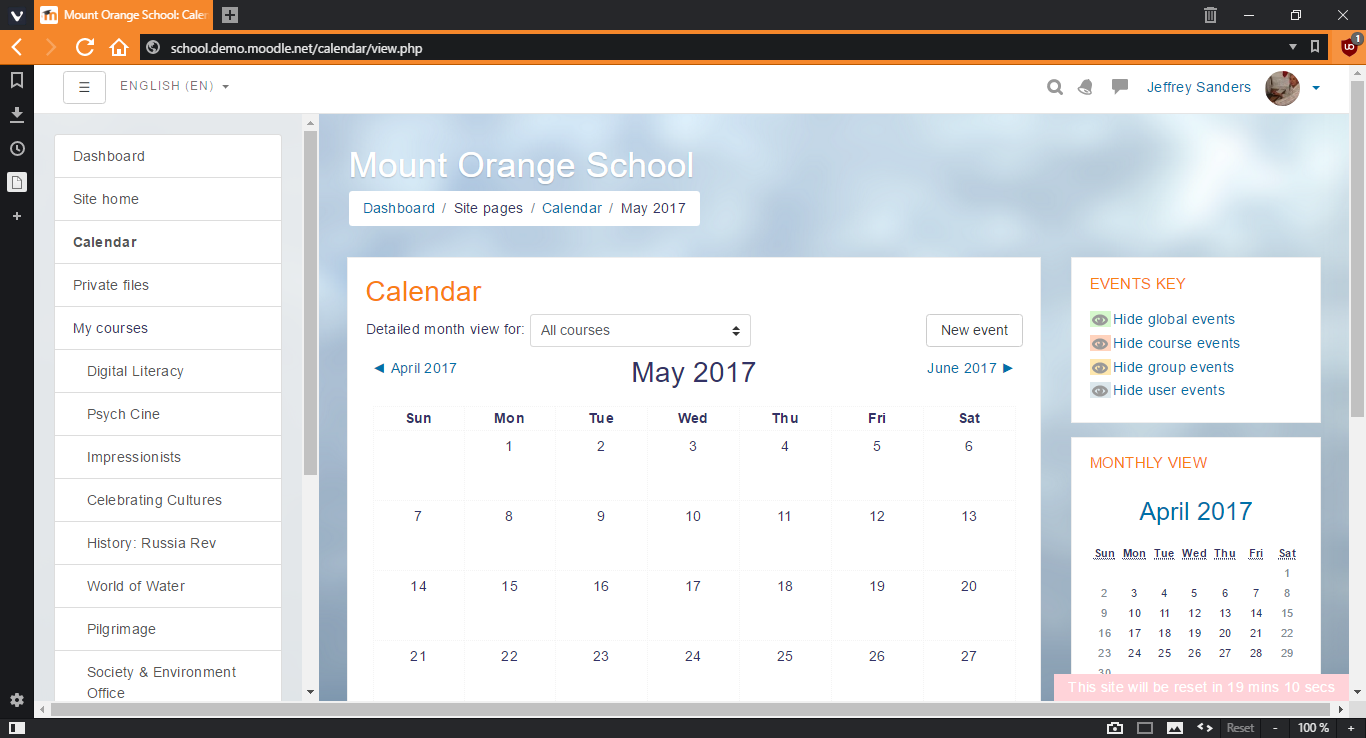 Mount Orange School: Caler
school.demo.moodle.net/calendar/view.php
1
ENGLISH (EN)
Jeffrey Sanders
Dashboard
Site home
Calendar
Private files
My courses
Digital Literacy
Psych Cine
Impressionists
Celebrating Cultures
History: Russia Rev
World of Water
Pilgrimage
Society & Environment
Office
Mount Orange School
Dashboard / Site pages / Calendar / May 2017
Calendar
Detailed month view for: All courses New event
◄ April 2017 May 2017 June 2017 ►
Sun Mon Tue Wed Thu Fri Sat
1 2 3 4 5 6
7 8 9 10 11 12 13
14 15 16 17 18 19 20
21 22 23 24 25 26 27
EVENTS KEY
Hide global events
Hide course events
Hide group events
Hide user events
MONTHLY VIEW
April 2017
Sun Mon Tue Wed Thu Fri Sat
1
2 3 4 5 6 7 8
9 10 11 12 13 14 15
16 17 18 19 20 21 22
23 24 25 26 27 28 29
30
This site will be reset in 19 mins 10 secs
Reset - 100 % +